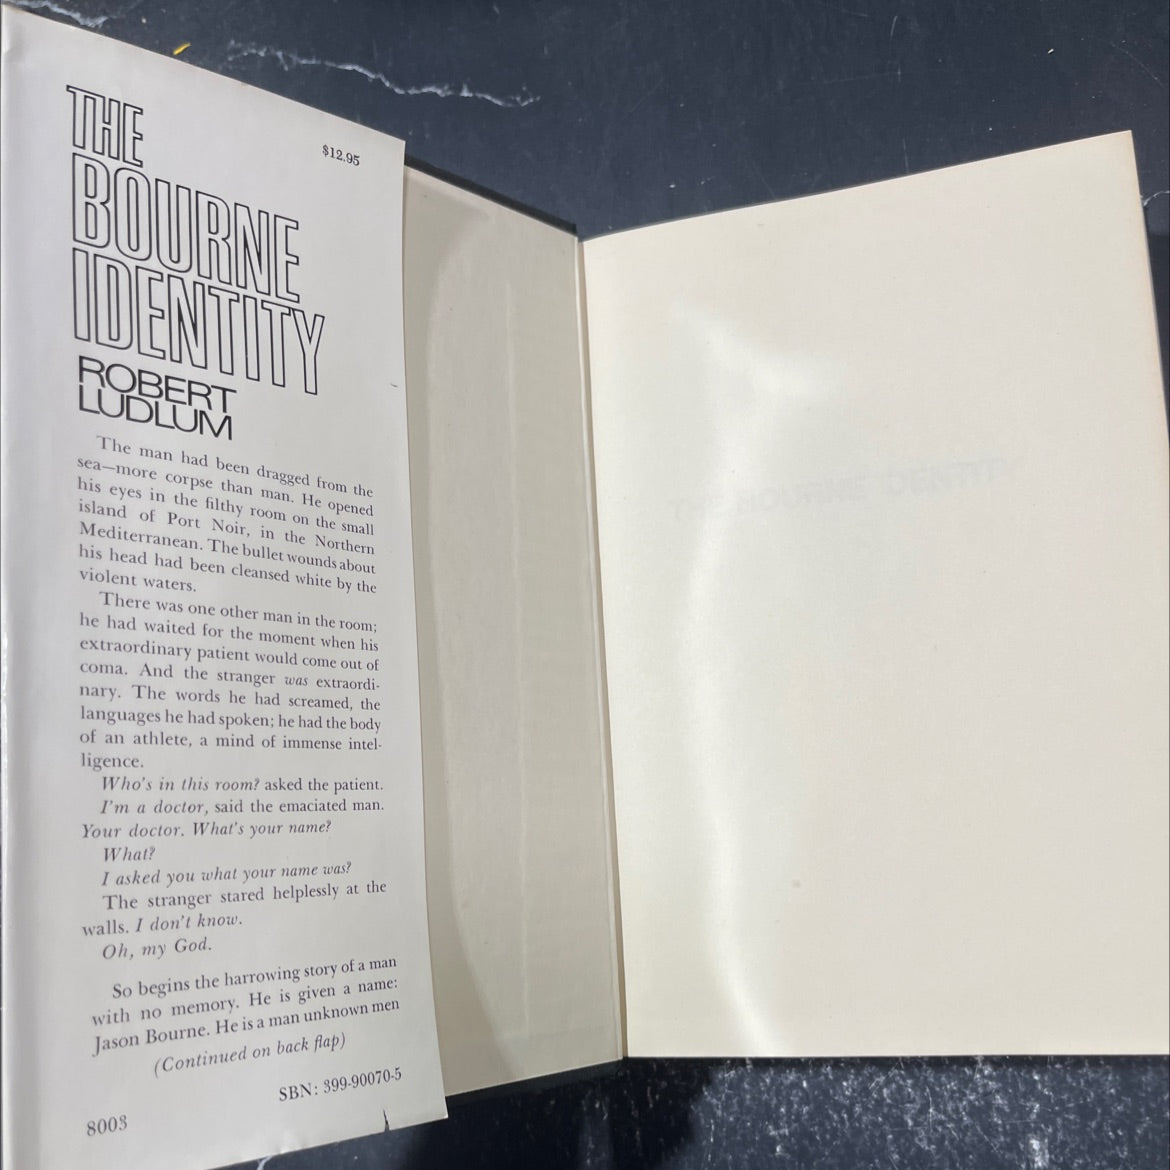 THE
BOURNE
IDENTITY
$12.95
ROBERT
LUDLUM
The man had been dragged from the
sea—more corpse than man. He opened
his eyes in the filthy room on the small
island of Port Noir, in the Northern
Mediterranean. The bullet wounds about
his head had been cleansed white by the
violent waters.
There was one other man in the room;
he had waited for the moment when his
extraordinary patient would come out of
coma. And the stranger was extraordi-
nary. The words he had screamed, the
languages he had spoken; he had the body
of an athlete, a mind of immense intel-
ligence.
Who's in this room? asked the patient.
I'm a doctor, said the emaciated man.
Your doctor. What's your name?
What?
I asked you what your name was?
The stranger stared helplessly at the
walls. I don't know.
Oh, my God.
So begins the harrowing story of a man
with no memory. He is given a name:
Jason Bourne. He is a man unknown men
(Continued on back flap)
SBN: 399-90070-5
8003
THE BOURNE IDENTITY